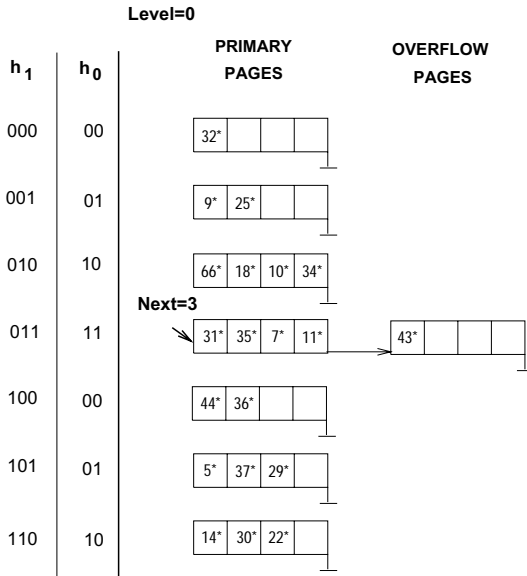 Level=0
h1 h0 PRIMARY PAGES OVERFLOW PAGES
000 00 32*
001 01 9* 25*
010 10 66* 18* 10* 34*
Next=3
011 11 31* 35* 7* 11* 43*
100 00 44* 36*
101 01 5* 37* 29*
110 10 14* 30* 22*